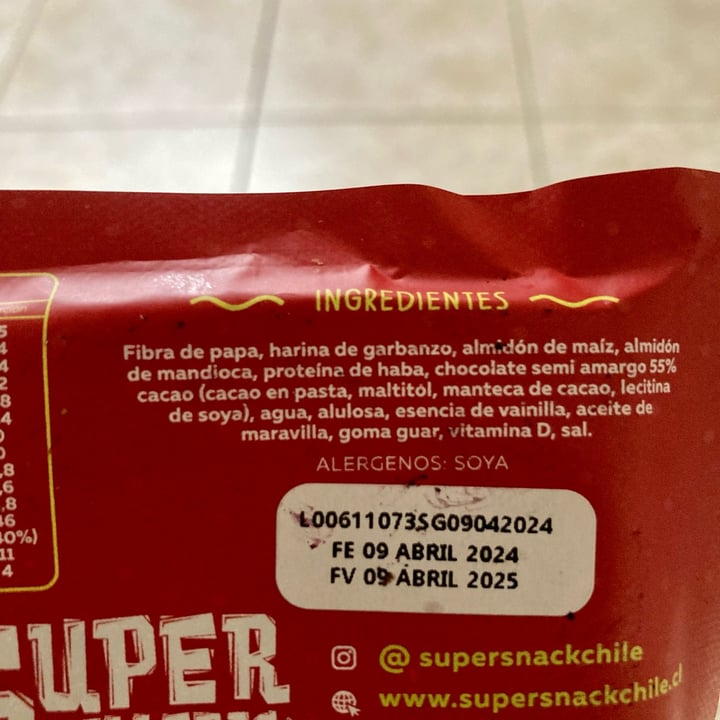 INGREDIENTES
Fibra de papa, harina de garbanzo, almidón de maíz, almidón
de mandioca, proteína de haba, chocolate semi amargo 55%
cacao (cacao en pasta, maltitol, manteca de cacao, lecitina
de soya), agua, alulosa, esencia de vainilla, aceite de
maravilla, goma guar, vitamina D, sal.
ALERGENOS: SOYA
L00611073SG09042024
FE 09 ABRIL 2024
FV 09 ABRIL 2025
SUPER
@ supersnackchile
www.supersnackchile.cl